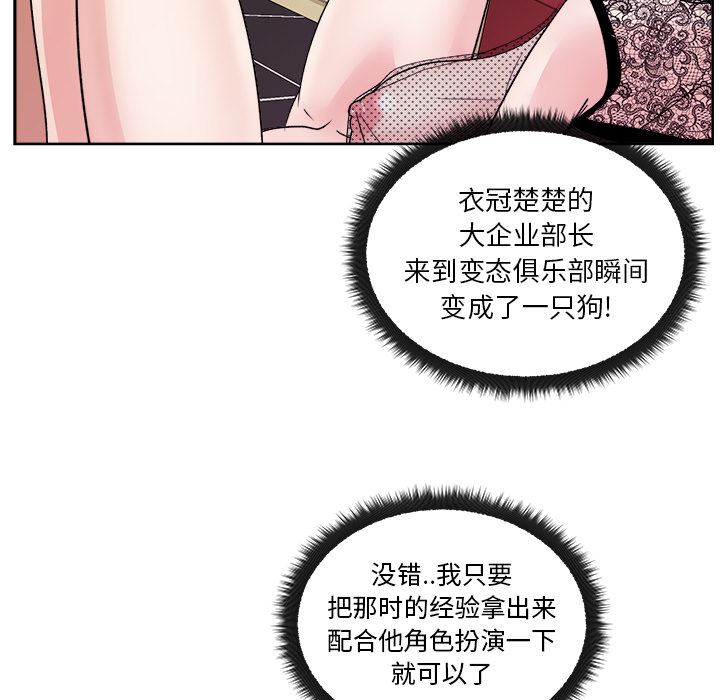 衣冠楚楚的
大企业部长
来到变态俱乐部瞬间
变成了一只狗!
没错..我只要
把那时的经验拿出来
配合他角色扮演一下
就可以了